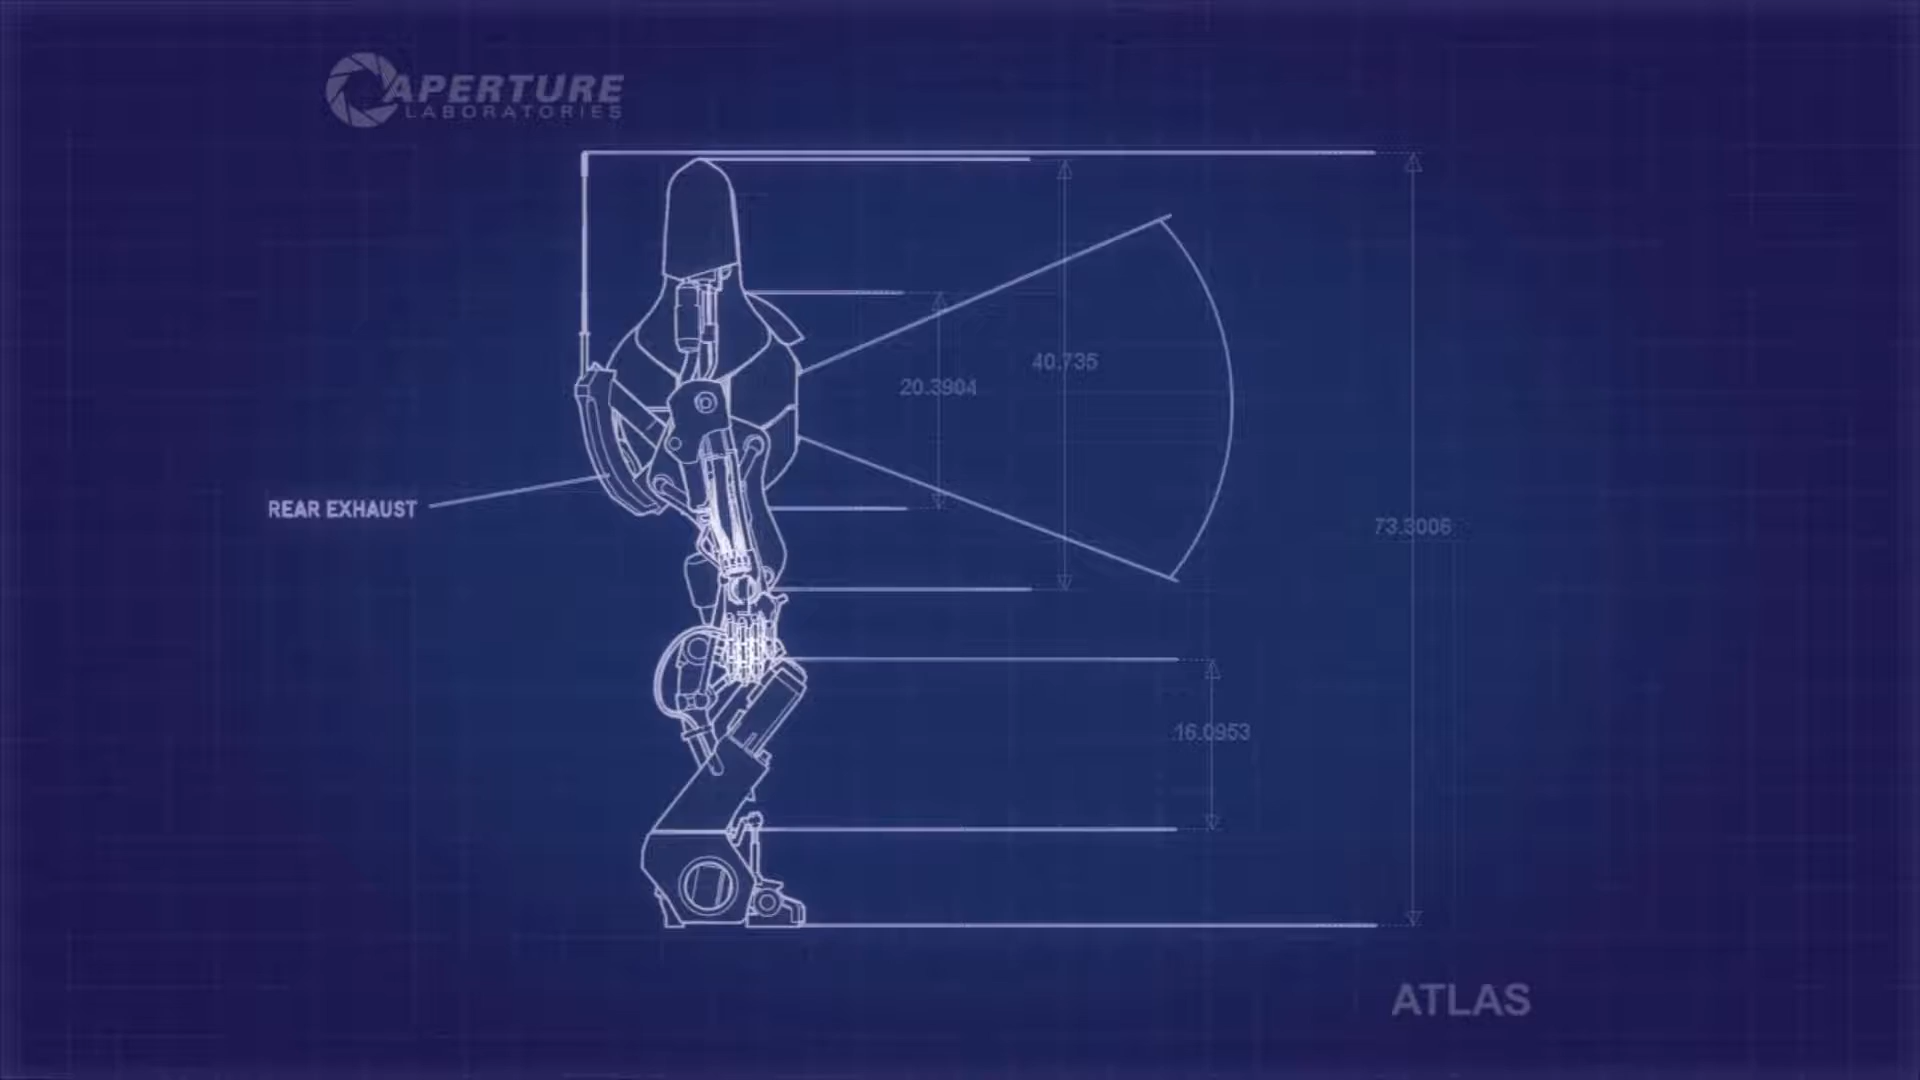 APERTURE
LABORATORIES
40.735
20.3904
REAR EXHAUST
73.3006
16.0953
ATLAS